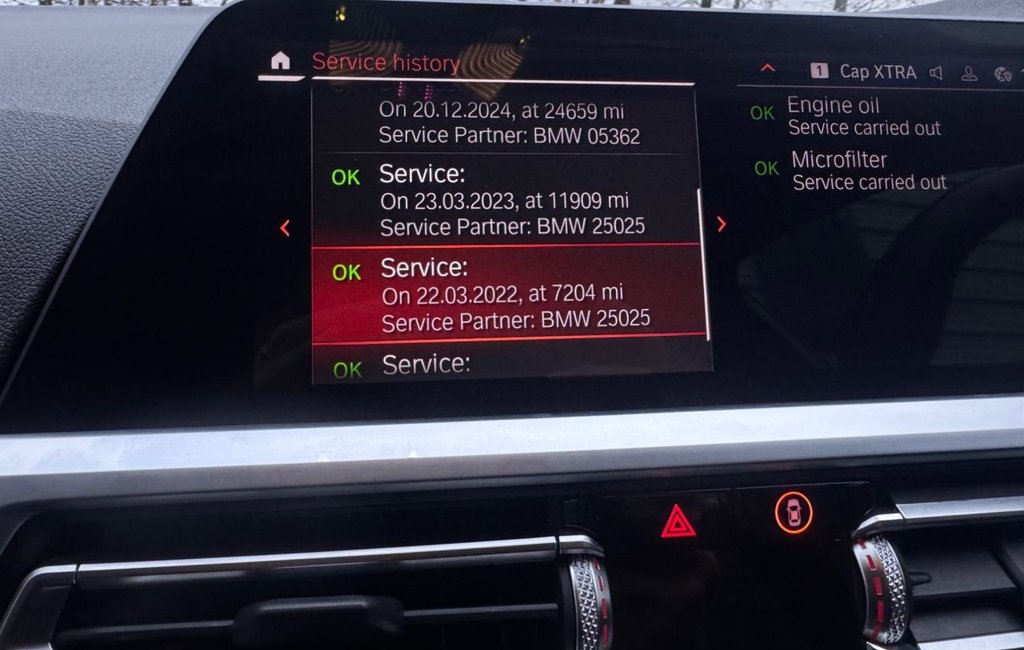 Service history
1 Cap XTRA
On 20.12.2024, at 24659 mi
Service Partner: BMW 05362
OK Service:
On 23.03.2023, at 11909 mi
Service Partner: BMW 25025
OK Service:
On 22.03.2022, at 7204 mi
Service Partner: BMW 25025
OK Service:
OK Engine oil
Service carried out
OK Microfilter
Service carried out